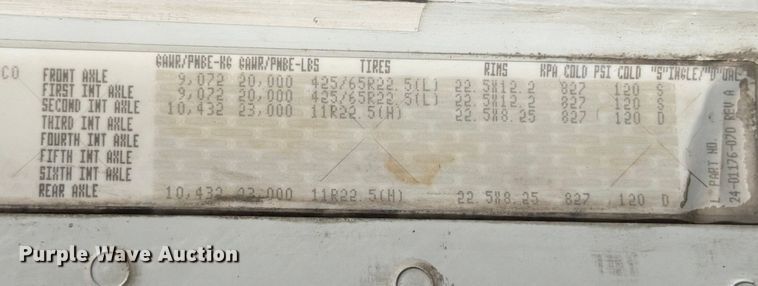 GAWR/PNBE-KG GAWR/PNBE-LBS TIRES RIMS KPA COLD PSI COLD "S"INGLE/"D"UAL
CO FRONT AXLE 9,072 20,000 425/65R22.5(L) 22.5X12.2 827 120 S
FIRST INT AXLE 9,072 20,000 425/65R22.5(L) 22.5X12.2 827 120 S
SECOND INT AXLE 10,432 23,000 11R22.5(H) 22.5X8.25 827 120 D
THIRD INT AXLE
FOURTH INT AXLE
FIFTH INT AXLE
SIXTH INT AXLE
REAR AXLE 10,432 23,000 11R22.5(H) 22.5X8.25 827 120 D
L PART NO.
24-01176-070 REV A
Purple Wave Auction